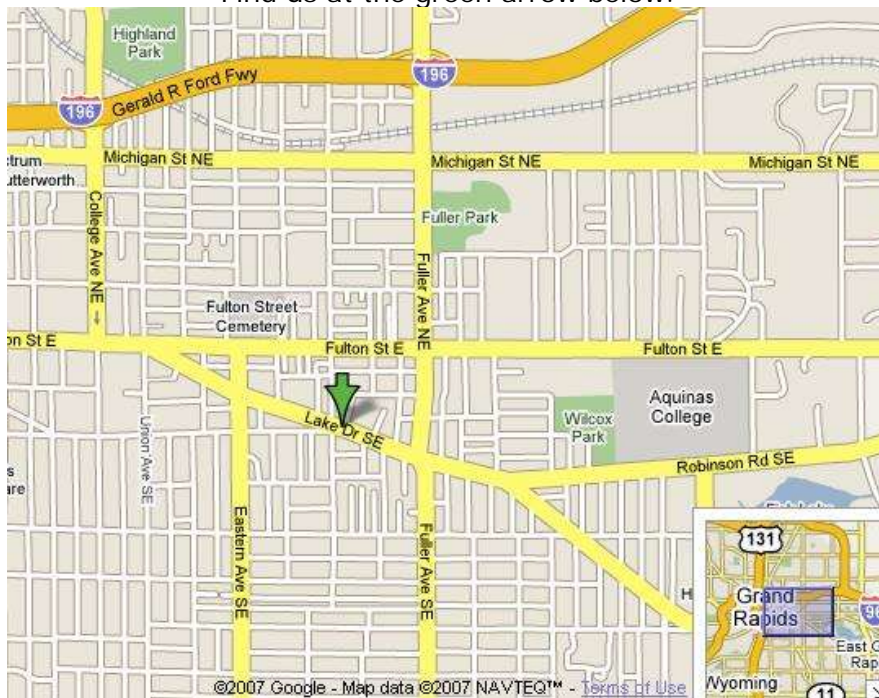 Find us at the green arrow below:
Highland
Park
196
Gerald R Ford Fwy
196
Michigan St NE
Michigan St NE
Michigan St NE
ctrum
utterworth
College Ave NE →
Fuller Park
Fuller Ave NE
Fulton Street
Cemetery
on St E
Fulton St E
Fulton St E
Aquinas
College
Wilcox
Park
Lake Dr SE
Union Ave SE
Robinson Rd SE
s
are
Eastern Ave SE
Fuller Ave SE
H
131
Grand
Rapids
96
East G
Rap
Wyoming
11
©2007 Google - Map data ©2007 NAVTEQ™ - Terms of Use